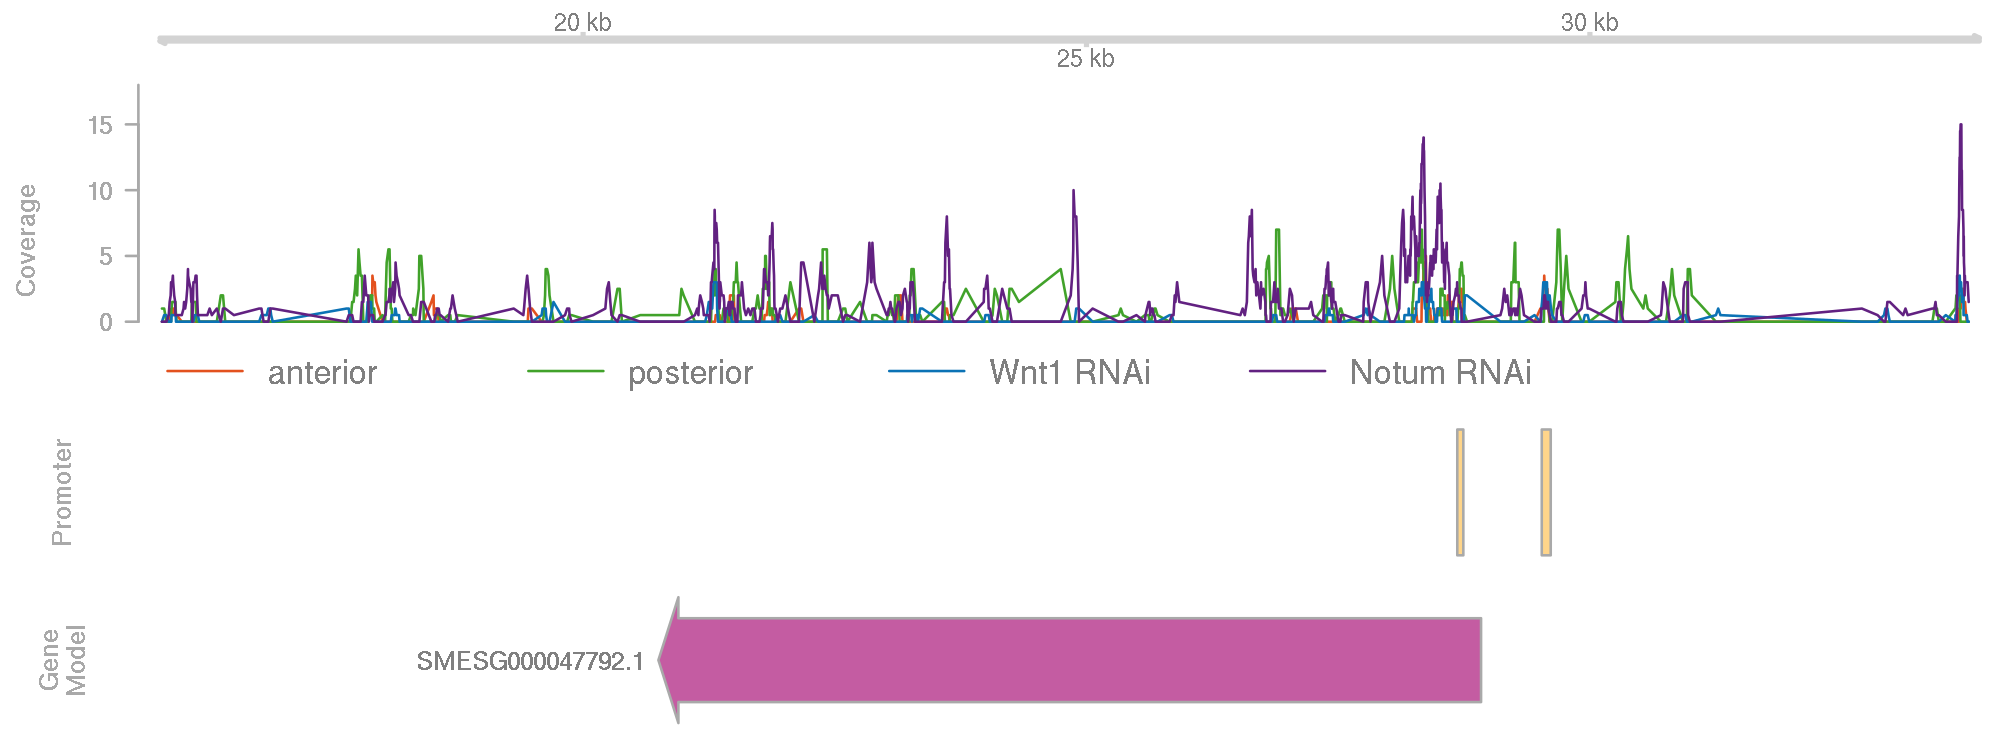 20 kb
30 kb
25 kb
Coverage
15
10
5
0
anterior posterior Wnt1 RNAi Notum RNAi
Promoter
Gene
Model
SMESG000047792.1